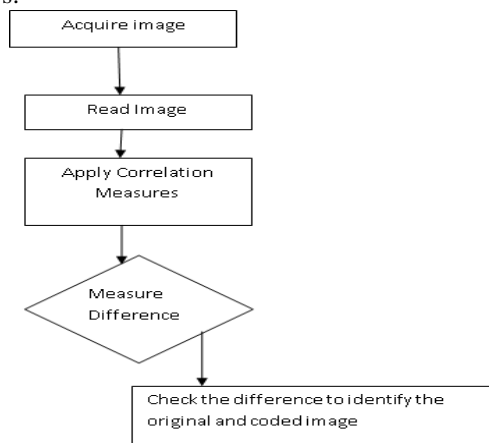 s.
Acquire image
Read Image
Apply Correlation
Measures
Measure
Difference
Check the difference to identify the
original and coded image